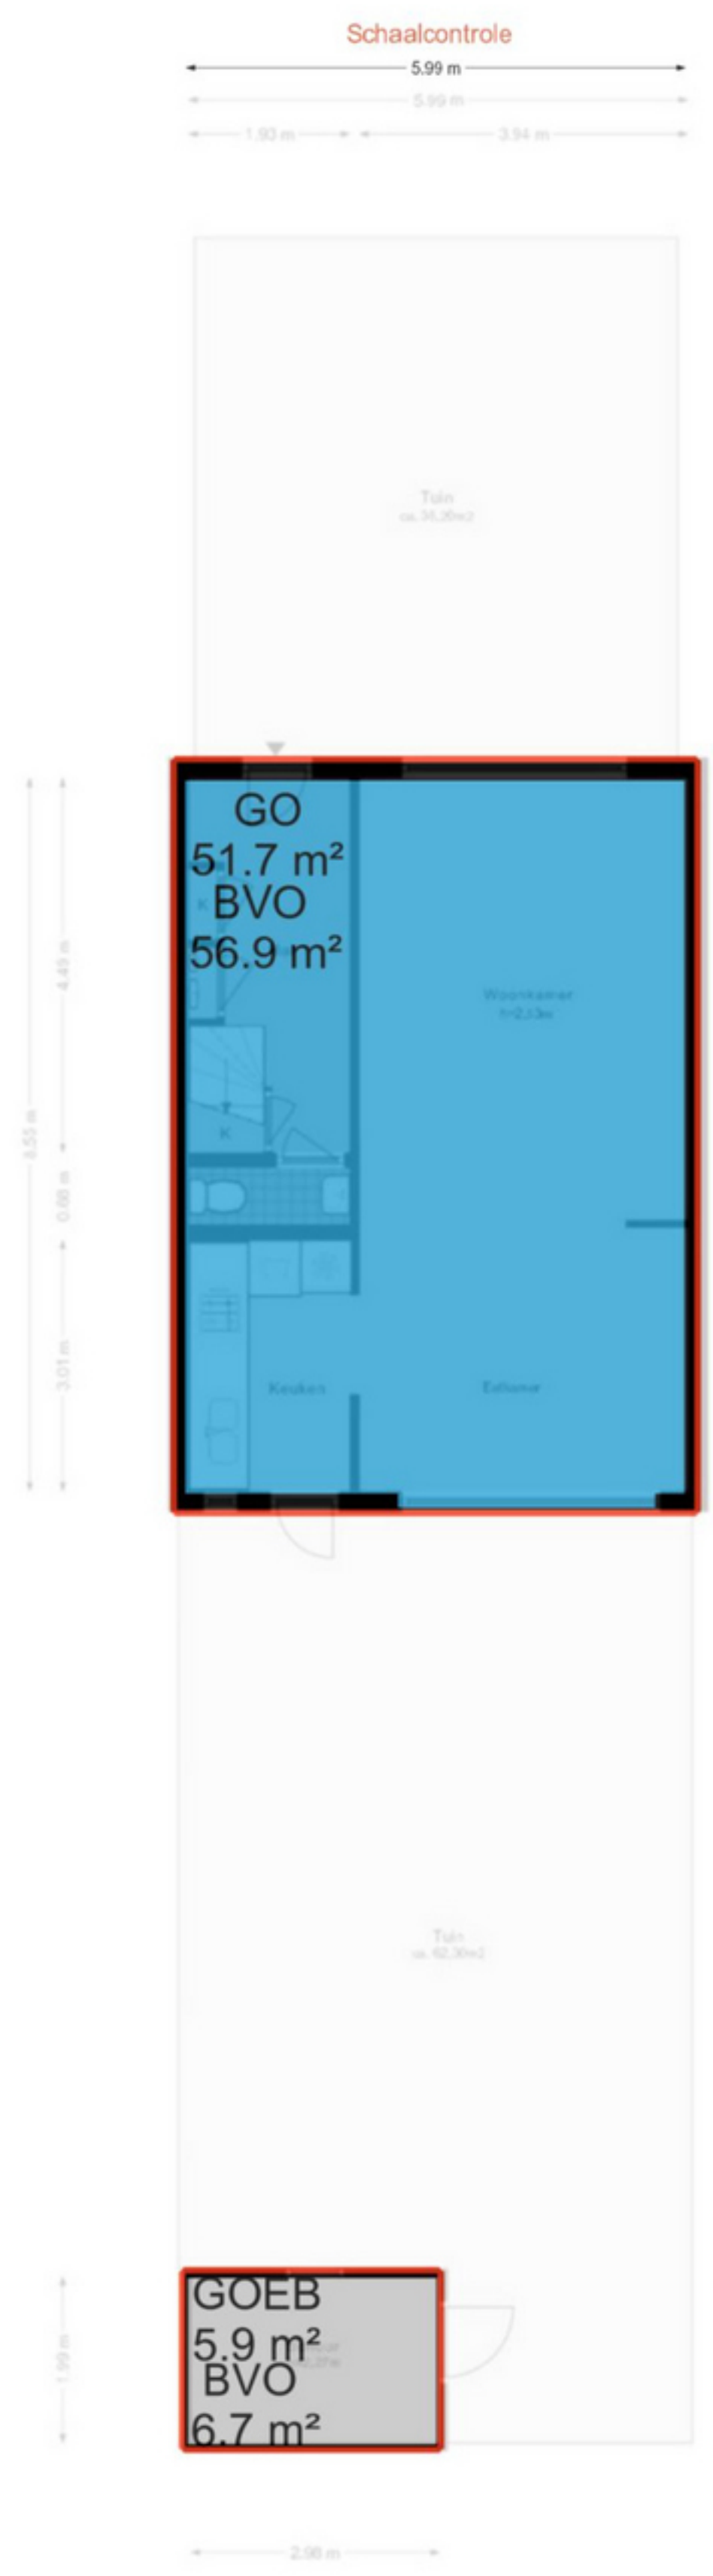 Schaalcontrole
5.99 m
5.99 m
1.93 m
3.94 m
Tuin
GO
51.7 m²
K
BVO
56.9 m²
4.49 m
Woonkamer
8.55 m
K
0.88 m
3.01 m
Keuken
Eetkamer
Tuin
GOEB
5.9 m²
BVO
6.7 m²
1.99 m
2.98 m